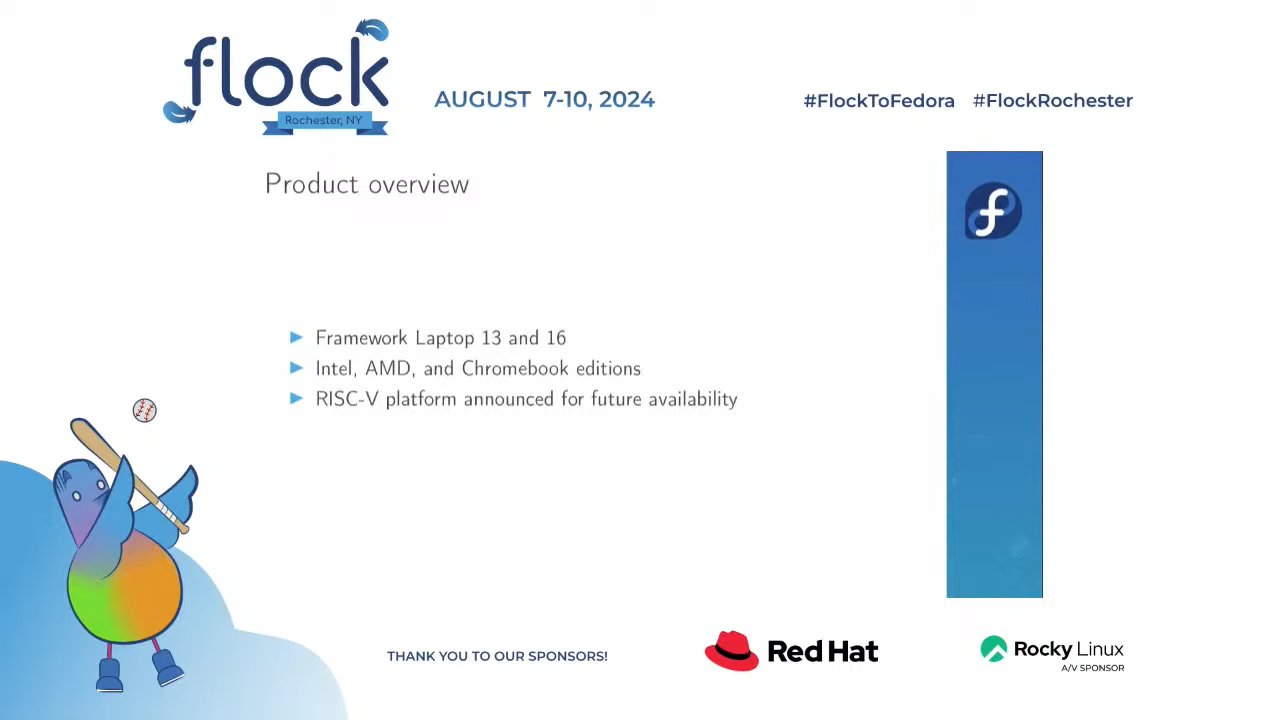 flock
Rochester, NY
AUGUST 7-10, 2024
#FlockToFedora #FlockRochester
Product overview
Framework Laptop 13 and 16
Intel, AMD, and Chromebook editions
RISC-V platform announced for future availability
THANK YOU TO OUR SPONSORS!
Red Hat
Rocky Linux
A/V SPONSOR